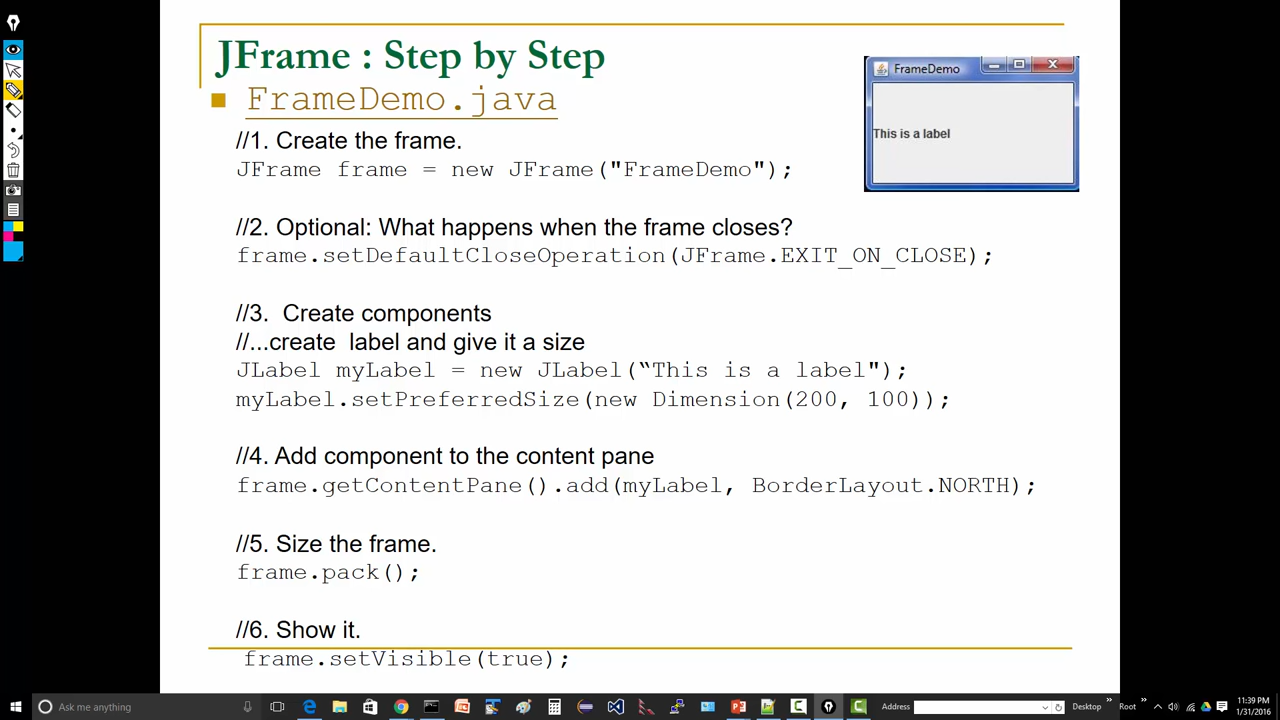 JFrame : Step by Step
FrameDemo
This is a label
FrameDemo.java
//1. Create the frame.
JFrame frame = new JFrame("FrameDemo");
//2. Optional: What happens when the frame closes?
frame.setDefaultCloseOperation(JFrame.EXIT_ON_CLOSE);
//3.  Create components
//...create  label and give it a size
JLabel myLabel = new JLabel(“This is a label");
myLabel.setPreferredSize(new Dimension(200, 100));
//4. Add component to the content pane
frame.getContentPane().add(myLabel, BorderLayout.NORTH);
//5. Size the frame.
frame.pack();
//6. Show it.
frame.setVisible(true);
Ask me anything
Address
Desktop
Root
11:39 PM
1/31/2016